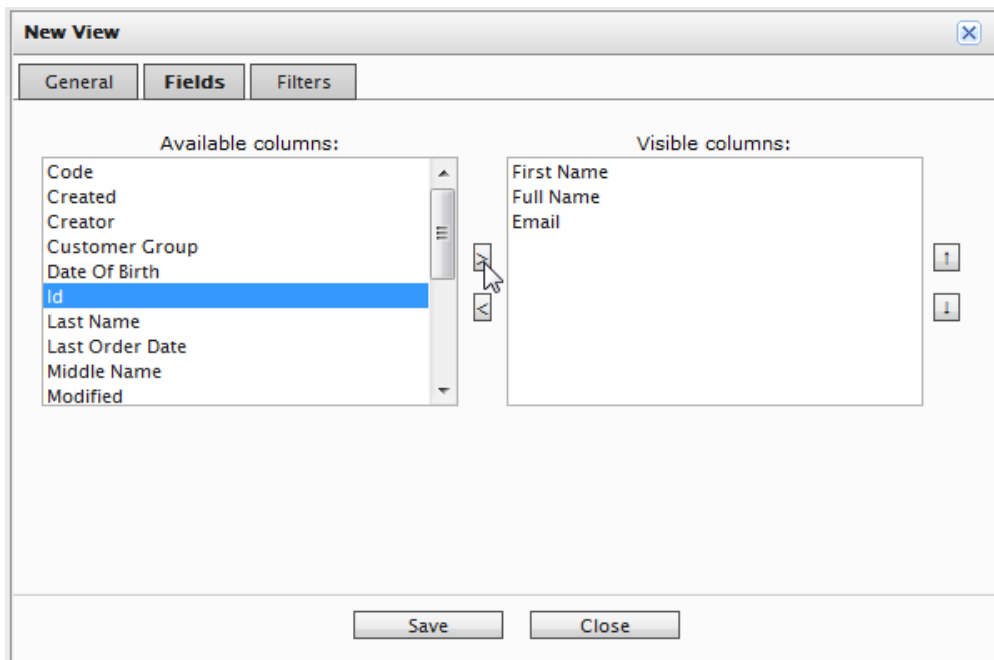 New View
General Fields Filters
Available columns: Visible columns:
Code
Created
Creator
Customer Group
Date Of Birth
Id
Last Name
Last Order Date
Middle Name
Modified
>
<
First Name
Full Name
Email
↑
↓
Save Close